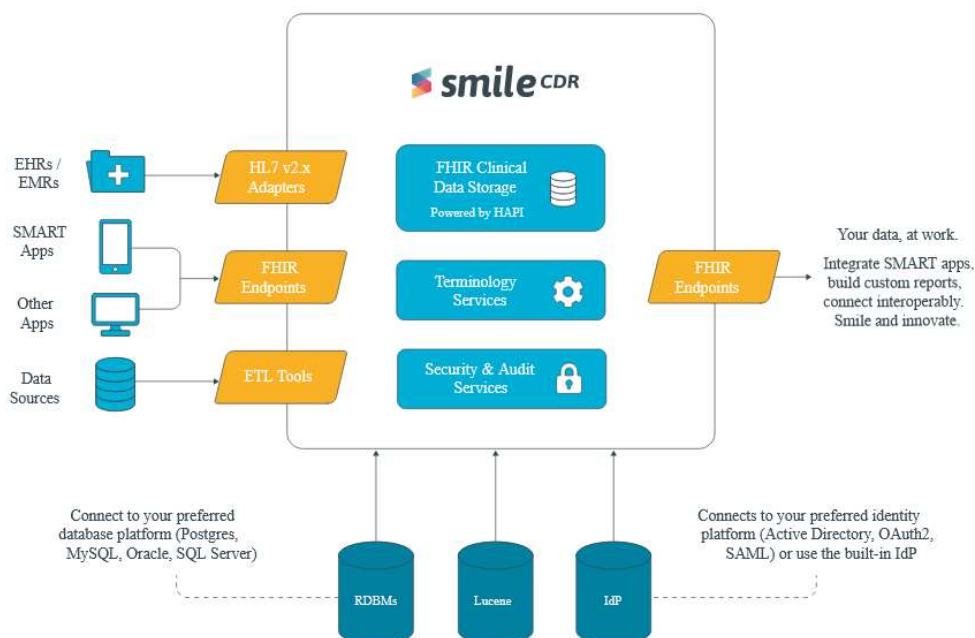 smile CDR
EHRs /
EMRs
HL7 v2.x
Adapters
FHIR Clinical
Data Storage
Powered by HAPI
SMART
Apps
FHIR
Endpoints
Other
Apps
Terminology
Services
FHIR
Endpoints
Your data, at work.
Integrate SMART apps,
build custom reports,
connect interoperably.
Smile and innovate.
Data
Sources
ETL Tools
Security & Audit
Services
Connect to your preferred
database platform (Postgres,
MySQL, Oracle, SQL Server)
Connects to your preferred identity
platform (Active Directory, OAuth2,
SAML) or use the built-in IdP
RDBMs
Lucene
IdP